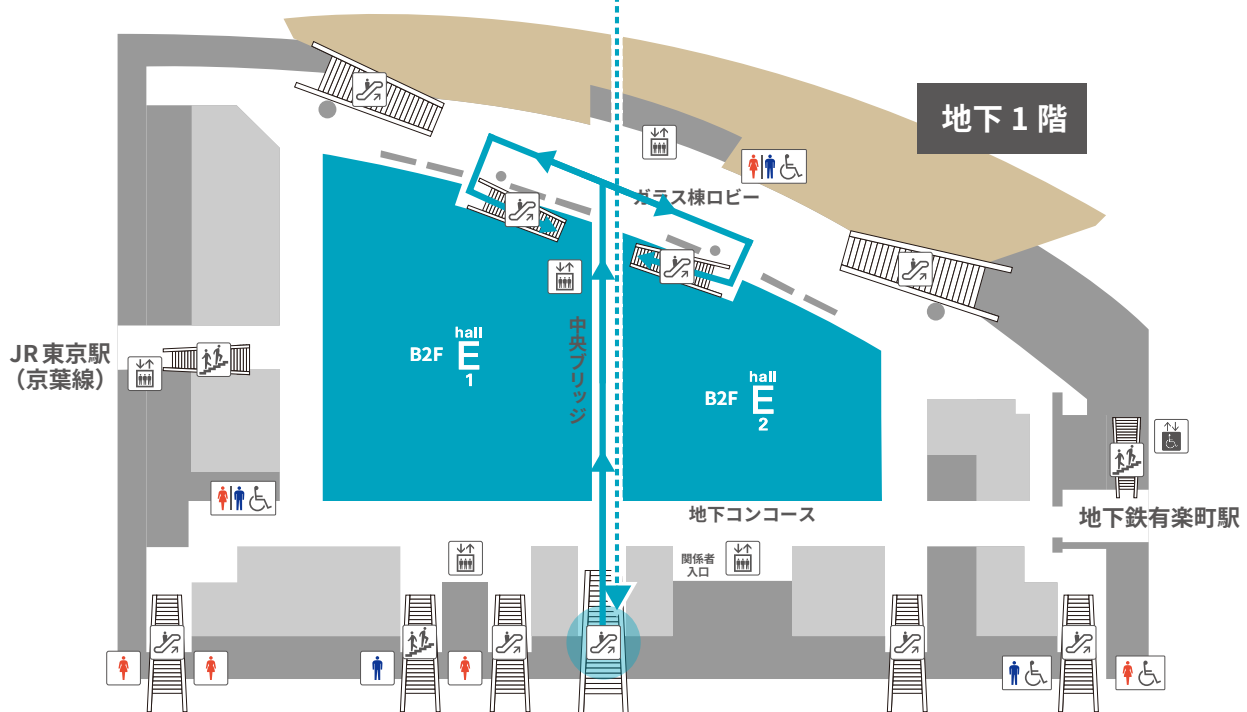 地下1階
ガラス棟ロビー
中央ブリッジ
JR東京駅
（京葉線）
B2F
hall
E
1
B2F
hall
E
2
地下コンコース
地下鉄有楽町駅
関係者
入口